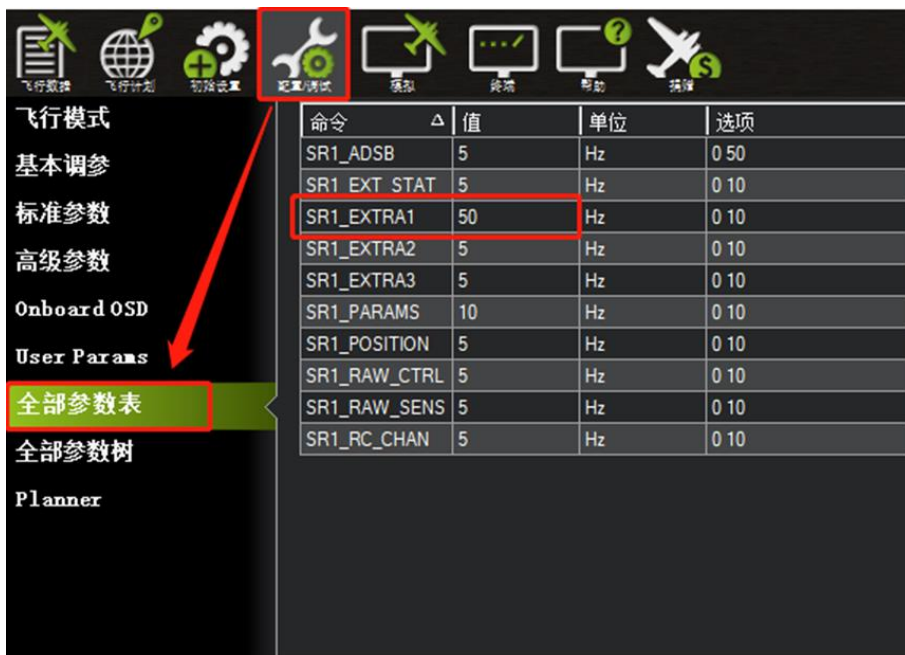 飞行数据 飞行计划 初始设置 配置/调试 模拟 终端 帮助 捐赠
飞行模式
基本调参
标准参数
高级参数
Onboard OSD
User Params
全部参数表
全部参数树
Planner
命令 值 单位 选项
SR1_ADSB 5 Hz 0 50
SR1_EXT_STAT 5 Hz 0 10
SR1_EXTRA1 50 Hz 0 10
SR1_EXTRA2 5 Hz 0 10
SR1_EXTRA3 5 Hz 0 10
SR1_PARAMS 10 Hz 0 10
SR1_POSITION 5 Hz 0 10
SR1_RAW_CTRL 5 Hz 0 10
SR1_RAW_SENS 5 Hz 0 10
SR1_RC_CHAN 5 Hz 0 10